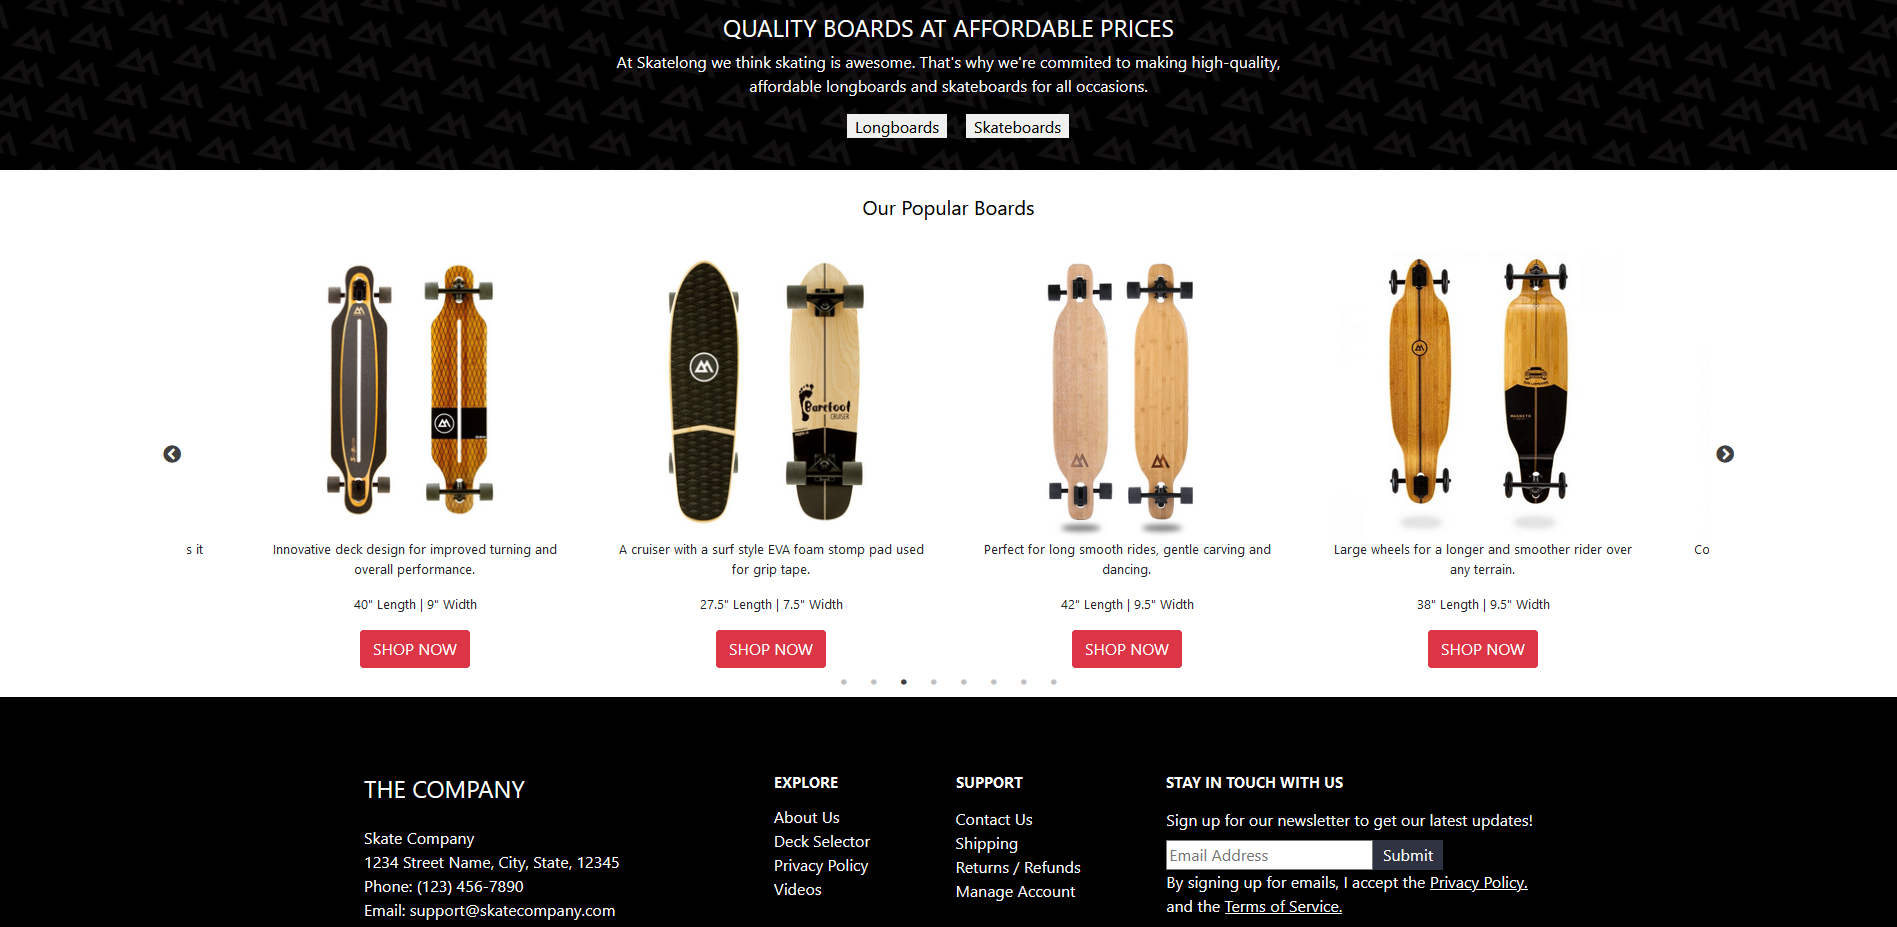 QUALITY BOARDS AT AFFORDABLE PRICES
At Skatelong we think skating is awesome. That's why we're commited to making high-quality,
affordable longboards and skateboards for all occasions.
Longboards Skateboards
Our Popular Boards
Barefoot
CRUISER
MAGNETO
s it
Innovative deck design for improved turning and
overall performance.
40" Length | 9" Width
SHOP NOW
A cruiser with a surf style EVA foam stomp pad used
for grip tape.
27.5" Length | 7.5" Width
SHOP NOW
Perfect for long smooth rides, gentle carving and
dancing.
42" Length | 9.5" Width
SHOP NOW
Large wheels for a longer and smoother rider over
any terrain.
38" Length | 9.5" Width
SHOP NOW
Co
THE COMPANY
Skate Company
1234 Street Name, City, State, 12345
Phone: (123) 456-7890
Email: support@skatecompany.com
EXPLORE
About Us
Deck Selector
Privacy Policy
Videos
SUPPORT
Contact Us
Shipping
Returns / Refunds
Manage Account
STAY IN TOUCH WITH US
Sign up for our newsletter to get our latest updates!
Email Address Submit
By signing up for emails, I accept the Privacy Policy.
and the Terms of Service.